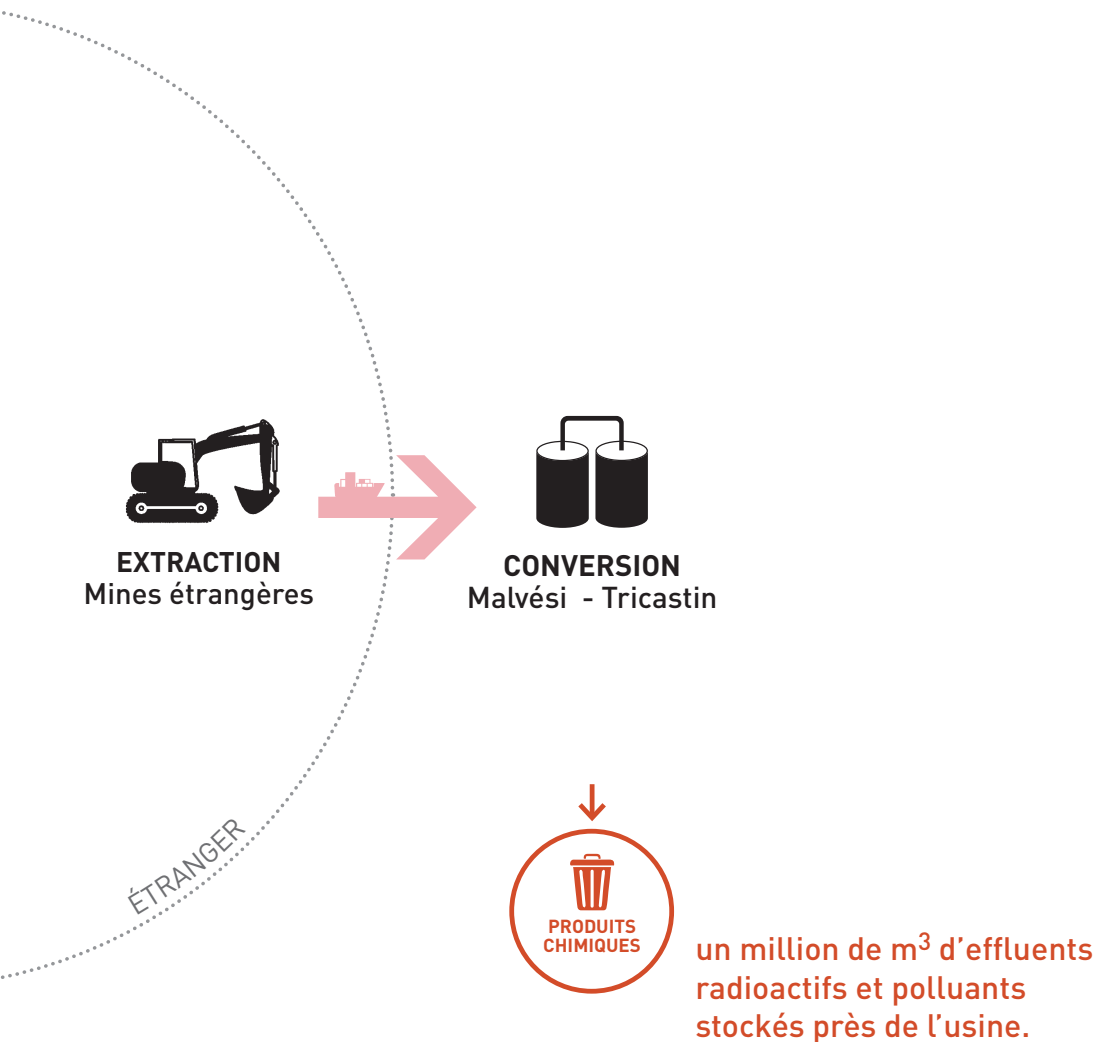 EXTRACTION
Mines étrangères
CONVERSION
Malvési - Tricastin
ÉTRANGER
PRODUITS
CHIMIQUES
un million de m³ d’effluents
radioactifs et polluants
stockés près de l’usine.